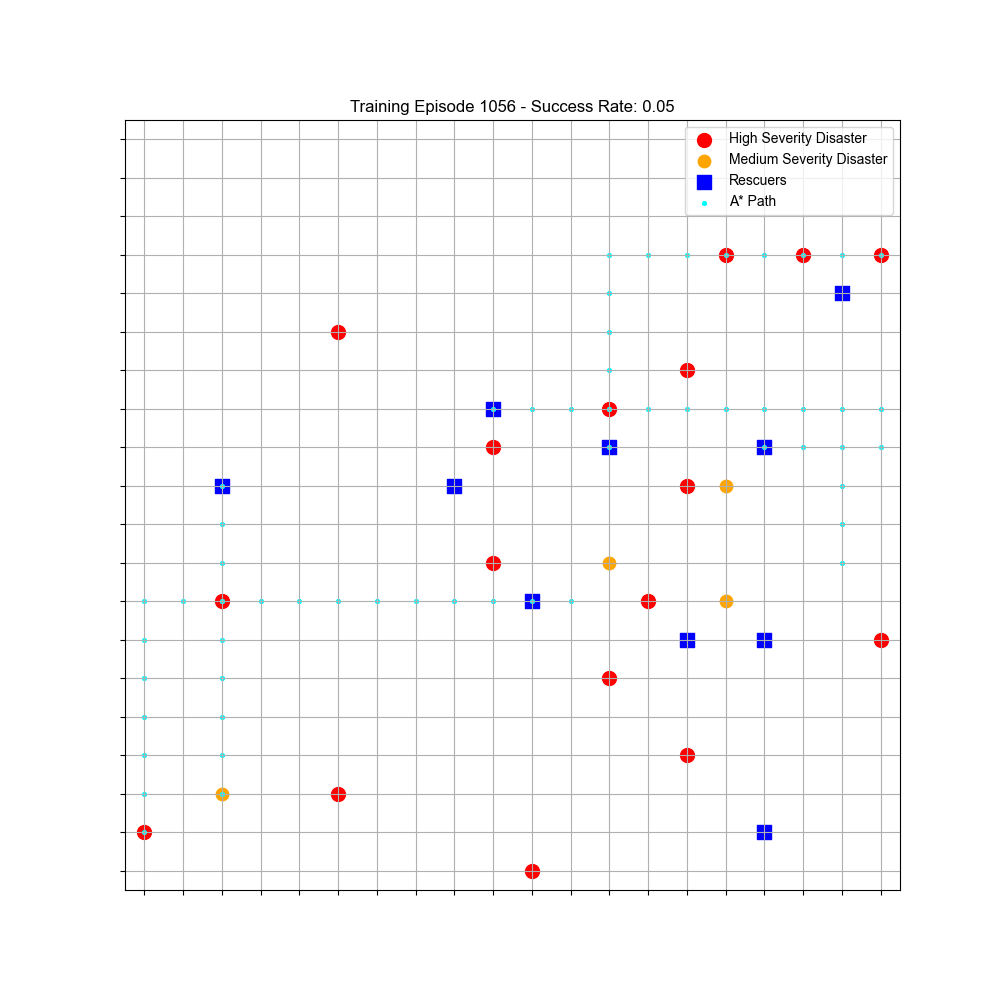 Training Episode 1056 - Success Rate: 0.05
High Severity Disaster
Medium Severity Disaster
Rescuers
A* Path